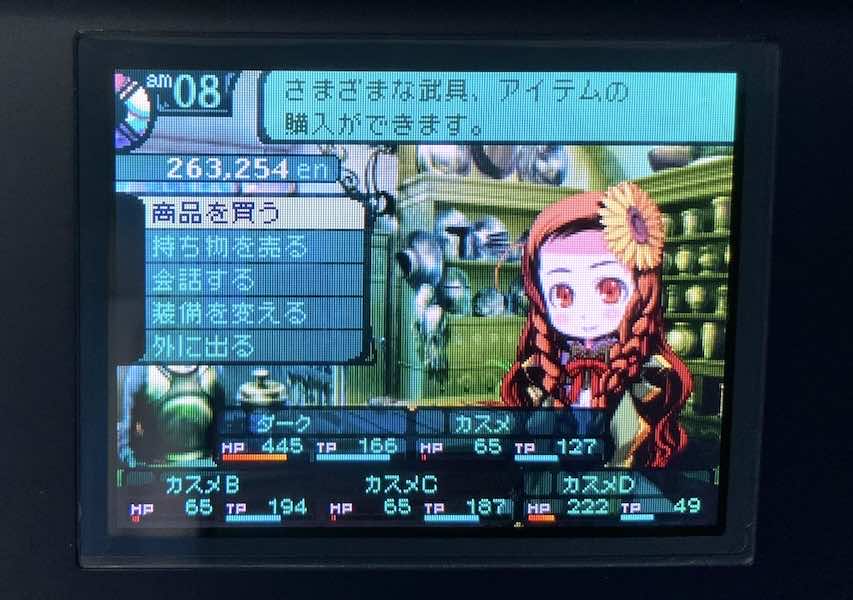 am 08
さまざまな武具、アイテムの
購入ができます。
263,254 en
商品を買う
持ち物を売る
会話する
装備を変える
外に出る
ダーク
HP 445 TP 166
カスメ
HP 65 TP 127
カスメB
HP 65 TP 194
カスメC
HP 65 TP 187
カスメD
HP 222 TP 49